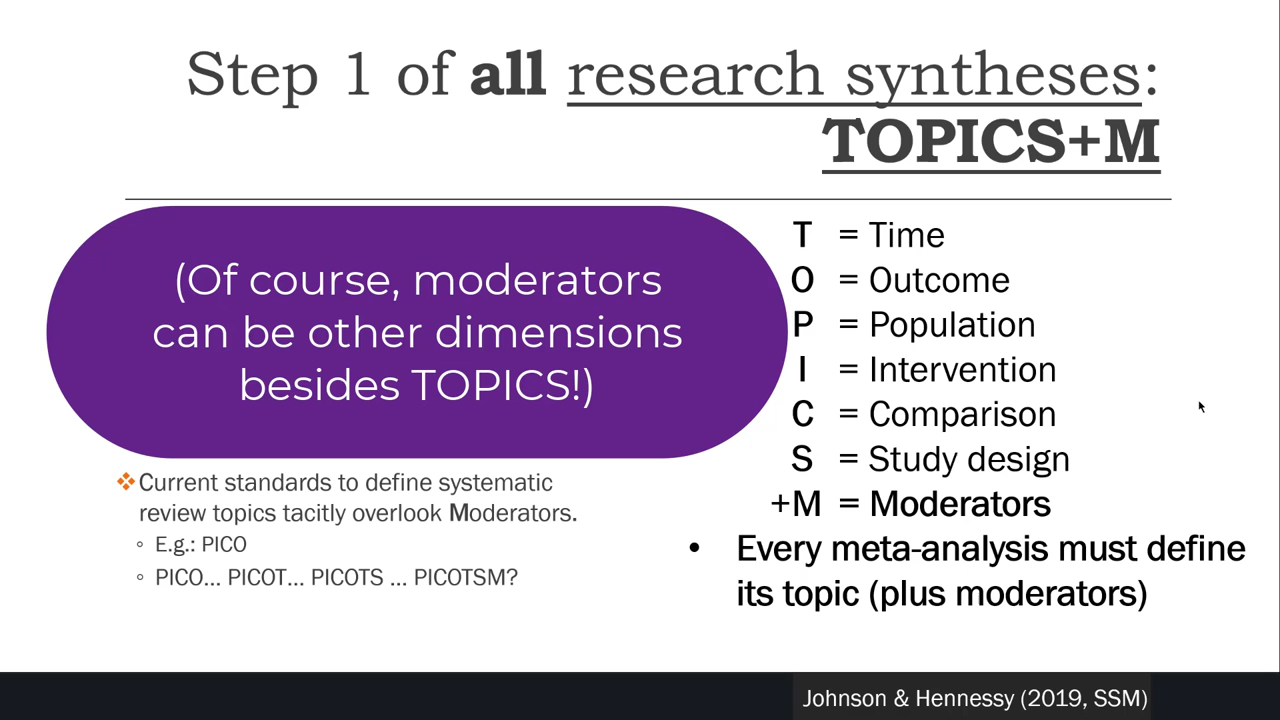 Step 1 of all research syntheses:
TOPICS+M
(Of course, moderators
can be other dimensions
besides TOPICS!)
Current standards to define systematic
review topics tacitly overlook Moderators.
E.g.: PICO
PICO... PICOT... PICOTS ... PICOTSM?
T = Time
O = Outcome
P = Population
I = Intervention
C = Comparison
S = Study design
+M = Moderators
• Every meta-analysis must define
its topic (plus moderators)
Johnson & Hennessy (2019, SSM)